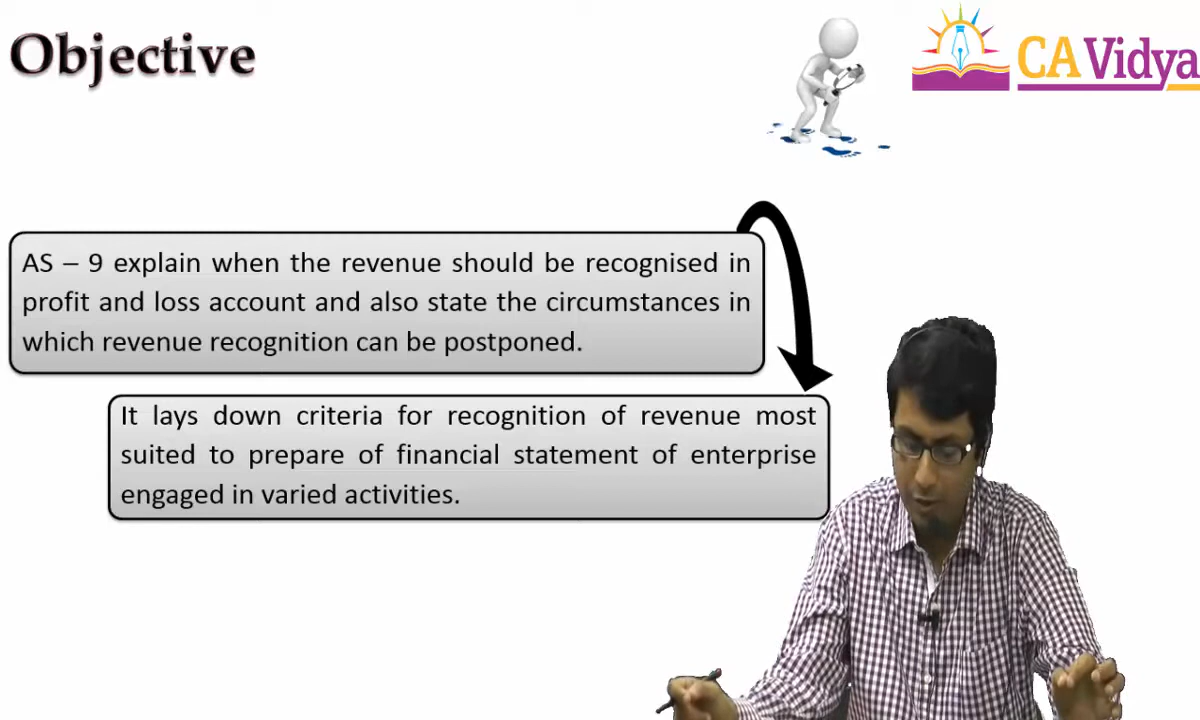 Objective
CA Vidya
AS – 9 explain when the revenue should be recognised in
profit and loss account and also state the circumstances in
which revenue recognition can be postponed.
It lays down criteria for recognition of revenue most
suited to prepare of financial statement of enterprise
engaged in varied activities.